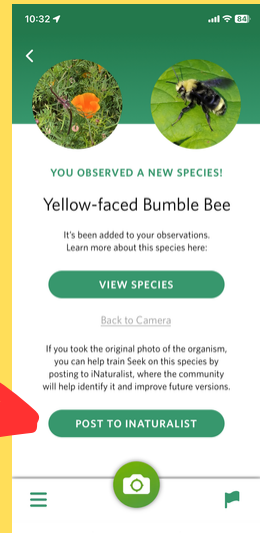 10:32
84
YOU OBSERVED A NEW SPECIES!
Yellow-faced Bumble Bee
It's been added to your observations.
Learn more about this species here:
VIEW SPECIES
Back to Camera
If you took the original photo of the organism,
you can help train Seek on this species by
posting to iNaturalist, where the community
will help identify it and improve future versions.
POST TO INATURALIST